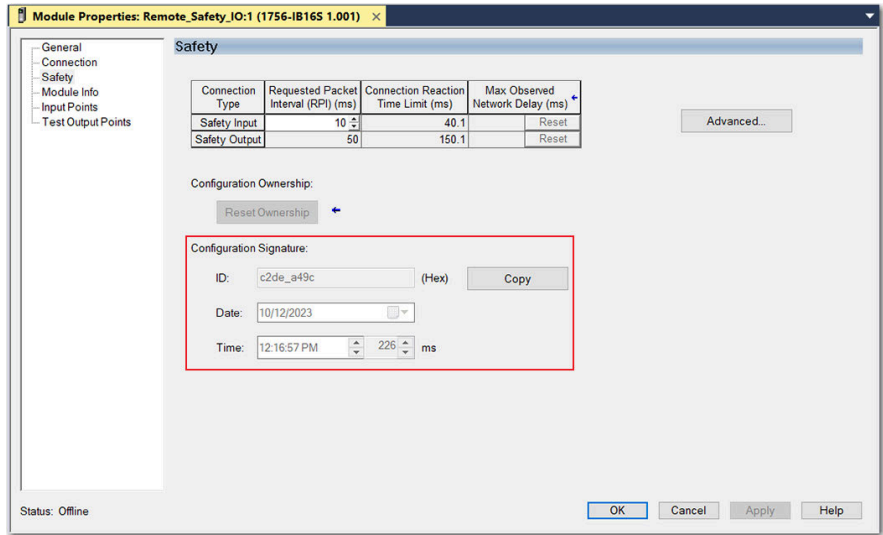 Module Properties: Remote_Safety_IO:1 (1756-IB16S 1.001) ×
General
Connection
Safety
Module Info
Input Points
Test Output Points
Safety
Connection Type Requested Packet Interval (RPI) (ms) Connection Reaction Time Limit (ms) Max Observed Network Delay (ms)
Safety Input 10 40.1 Reset
Safety Output 50 150.1 Reset
Advanced...
Configuration Ownership:
Reset Ownership
Configuration Signature:
ID: c2de_a49c (Hex) Copy
Date: 10/12/2023
Time: 12:16:57 PM 226 ms
Status: Offline
OK Cancel Apply Help